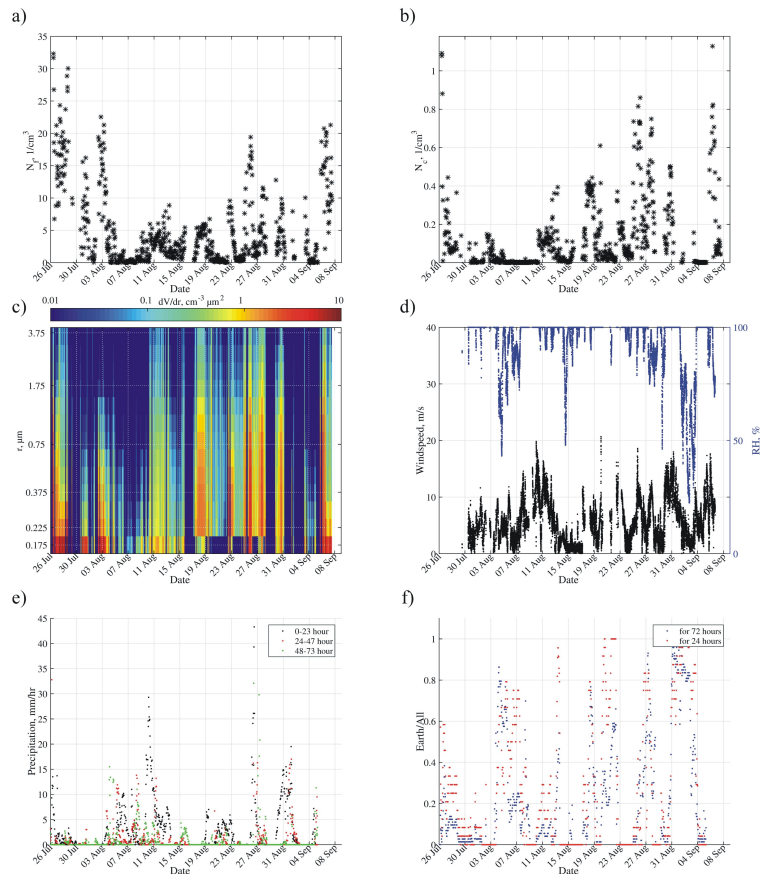 a)
35
30
25
20
15
10
5
0
N_f, 1/cm^3
26 Jul
30 Jul
03 Aug
07 Aug
11 Aug
15 Aug
19 Aug
23 Aug
27 Aug
31 Aug
04 Sep
08 Sep
Date
b)
1
0.8
0.6
0.4
0.2
0
N_c, 1/cm^3
26 Jul
30 Jul
03 Aug
07 Aug
11 Aug
15 Aug
19 Aug
23 Aug
27 Aug
31 Aug
04 Sep
08 Sep
Date
c)
0.01
0.1
dV/dr, cm^-3 μm^2
1
10
3.75
1.75
0.75
0.375
0.225
0.175
r, μm
26 Jul
30 Jul
03 Aug
07 Aug
11 Aug
15 Aug
19 Aug
23 Aug
27 Aug
31 Aug
04 Sep
08 Sep
Date
d)
40
30
20
10
0
Windspeed, m/s
100
50
0
RH, %
26 Jul
30 Jul
03 Aug
07 Aug
11 Aug
15 Aug
19 Aug
23 Aug
27 Aug
31 Aug
04 Sep
08 Sep
Date
e)
45
40
35
30
25
20
15
10
5
0
Precipitation, mm/hr
0-23 hour
24-47 hour
48-73 hour
26 Jul
30 Jul
03 Aug
07 Aug
11 Aug
15 Aug
19 Aug
23 Aug
27 Aug
31 Aug
04 Sep
08 Sep
Date
f)
1
0.8
0.6
0.4
0.2
0
Earth/All
for 72 hours
for 24 hours
26 Jul
30 Jul
03 Aug
07 Aug
11 Aug
15 Aug
19 Aug
23 Aug
27 Aug
31 Aug
04 Sep
08 Sep
Date